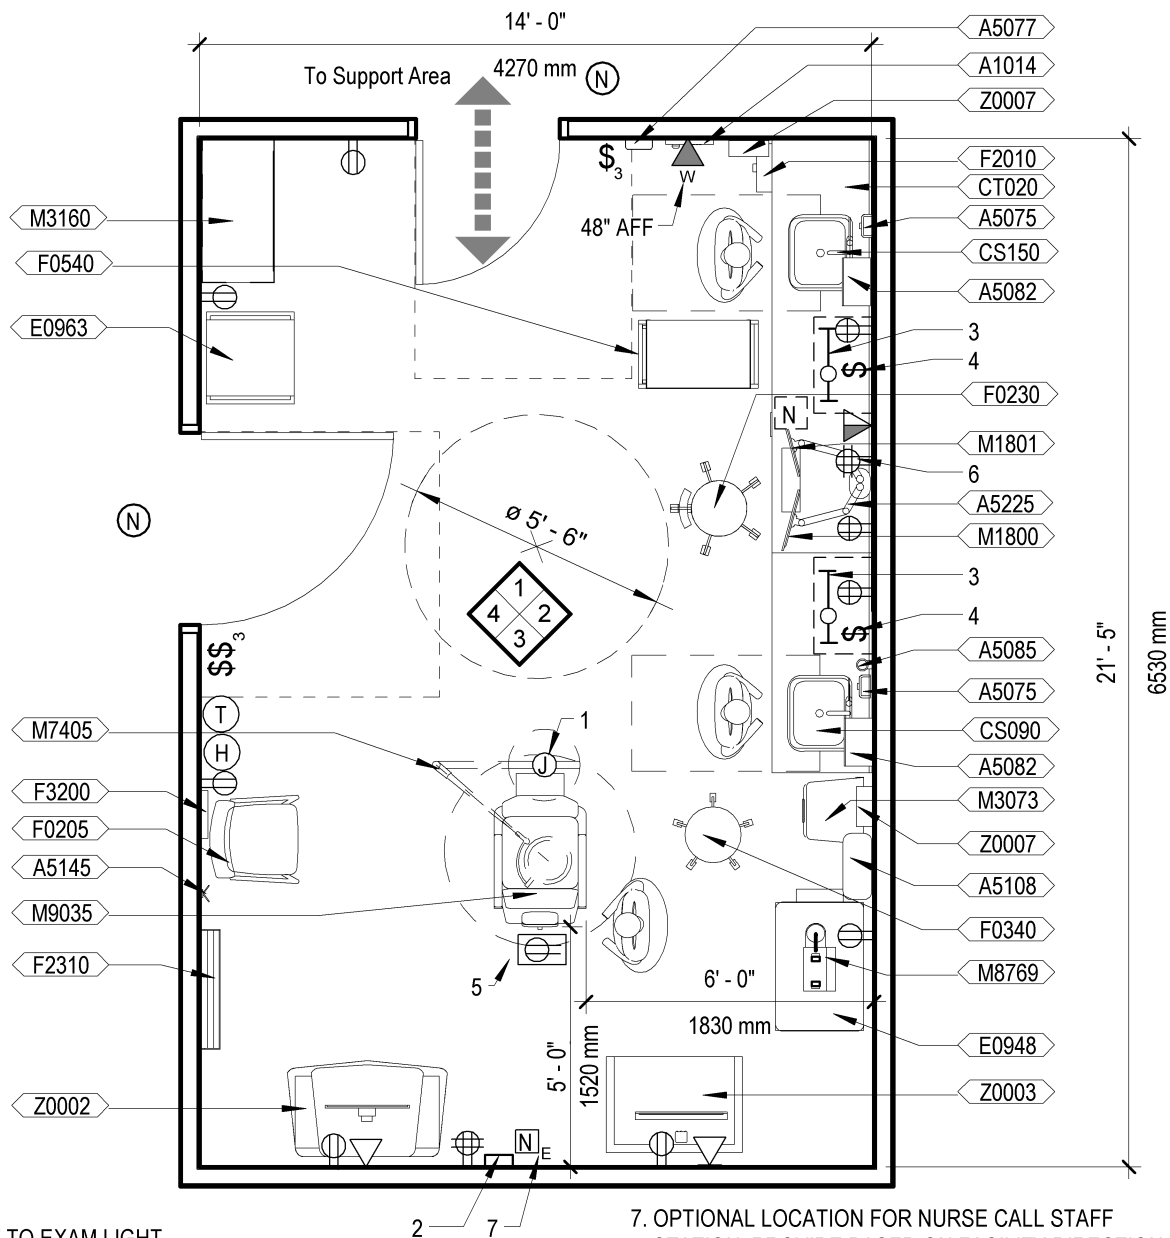 14' - 0"
4270 mm
To Support Area
N
A5077
A1014
Z0007
F2010
CT020
A5075
CS150
A5082
3
4
F0230
M1801
6
A5225
M1800
3
4
A5085
A5075
CS090
A5082
M3073
Z0007
A5108
F0340
M8769
E0948
Z0003
M3160
F0540
E0963
$3
W
48" AFF
$
N
N
ø 5' - 6"
1
4 2
3
$
$$3
21' - 5"
6530 mm
T
H
M7405
F3200
F0205
A5145
M9035
F2310
Z0002
1
J
5
6' - 0"
1830 mm
5' - 0"
1520 mm
N
E
2
7
TO EXAM LIGHT
7. OPTIONAL LOCATION FOR NURSE CALL STAFF